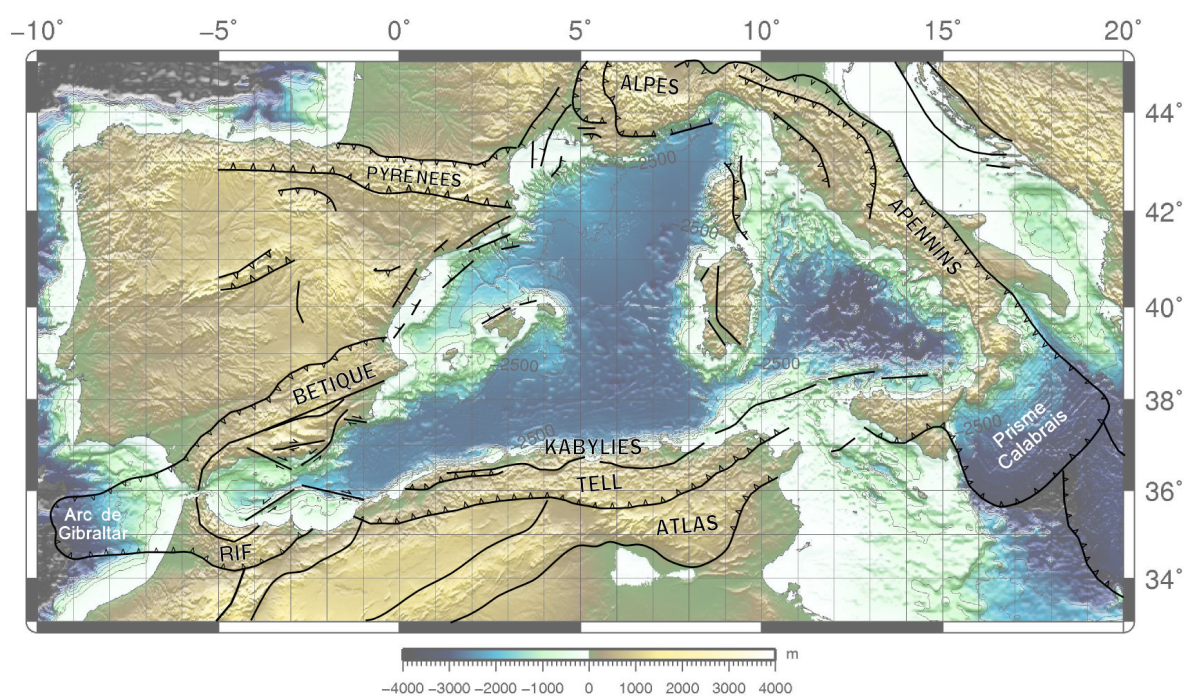 −10° −5° 0° 5° 10° 15° 20°
ALPES
44°
2500
PYRENEES
42°
APENNINS
2500
40°
2500
2500
BETIQUE
38°
2500
Prisme
Calabrais
2500
KABYLIES
TELL
36°
Arc de
Gibraltar
ATLAS
RIF
34°
m
−4000 −3000 −2000 −1000 0 1000 2000 3000 4000